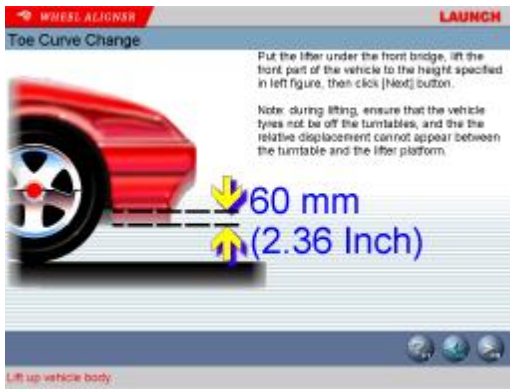 WHEEL ALIGNER
LAUNCH
Toe Curve Change
Put the lifter under the front bridge, lift the
front part of the vehicle to the height specified
in left figure, then click [Next] button.
Note: during lifting, ensure that the vehicle
tyres not be off the turntables, and the the
relative displacement cannot appear between
the turntable and the lifter platform.
60 mm
(2.36 Inch)
Lift up vehicle body.